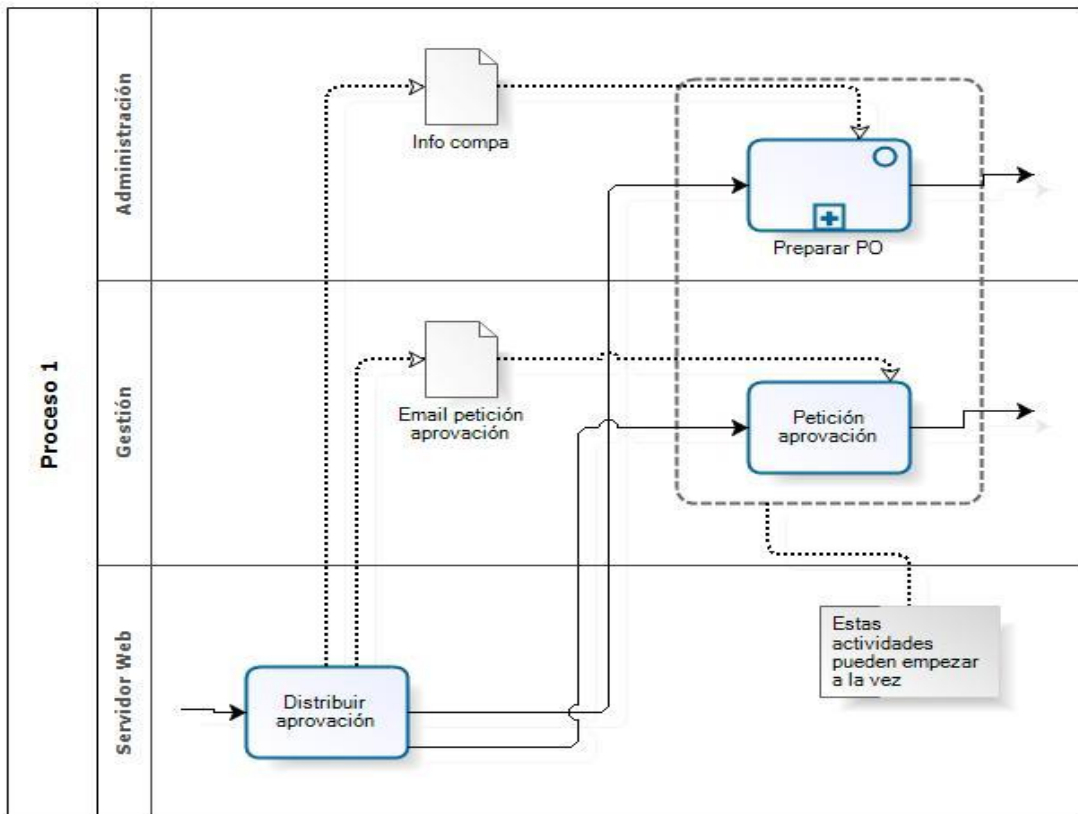 Proceso 1
Administración
Info compa
Preparar PO
Gestión
Email petición
aprovación
Petición
aprovación
Servidor Web
Distribuir
aprovación
Estas
actividades
pueden empezar
a la vez